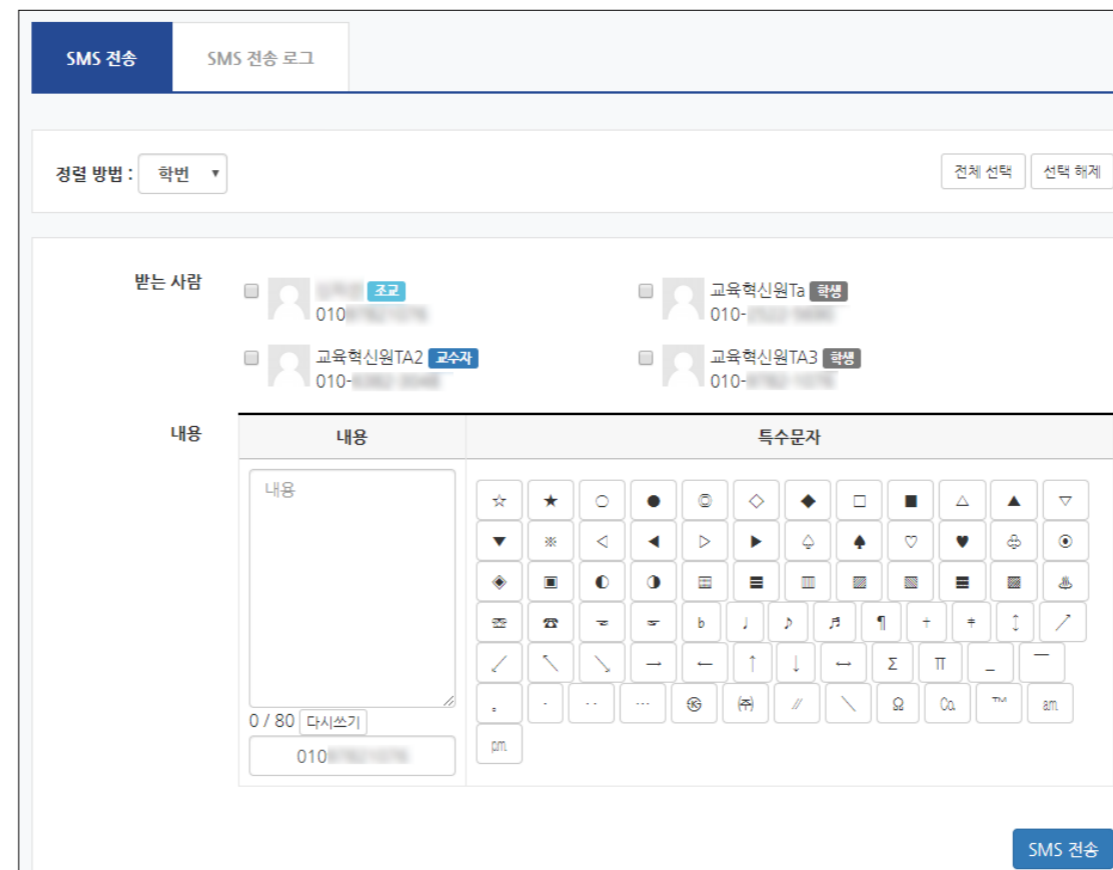 SMS 전송 SMS 전송 로그
정렬 방법 : 학번 ▼ 전체 선택 선택 해제
받는 사람
조교
010
교육혁신원Ta 학생
010-
교육혁신원TA2 교수자
010-
교육혁신원TA3 학생
010-
내용
내용 특수문자
내용
☆ ★ ○ ● ◎ ◇ ◆ □ ■ △ ▲ ▽
▼ ※ ◁ ◀ ▷ ▶ ♤ ♠ ♡ ♥ ♧ ⊙
◈ ▣ ◐ ◑ ▤ ▥ ▨ ▧ ▩ ♨
☏ ☎ ☜ ☞ ♭ ♩ ♪ ♬ ¶ † ‡ ↕ ↗
↙ ↖ ↘ → ← ↑ ↓ ↔ Σ Π _ ￣
。 · ‥ … ㉿ ㈜ ∥ ＼ Ω ㏇ ™ ㏂
㏘
0 / 80 다시쓰기
010
SMS 전송